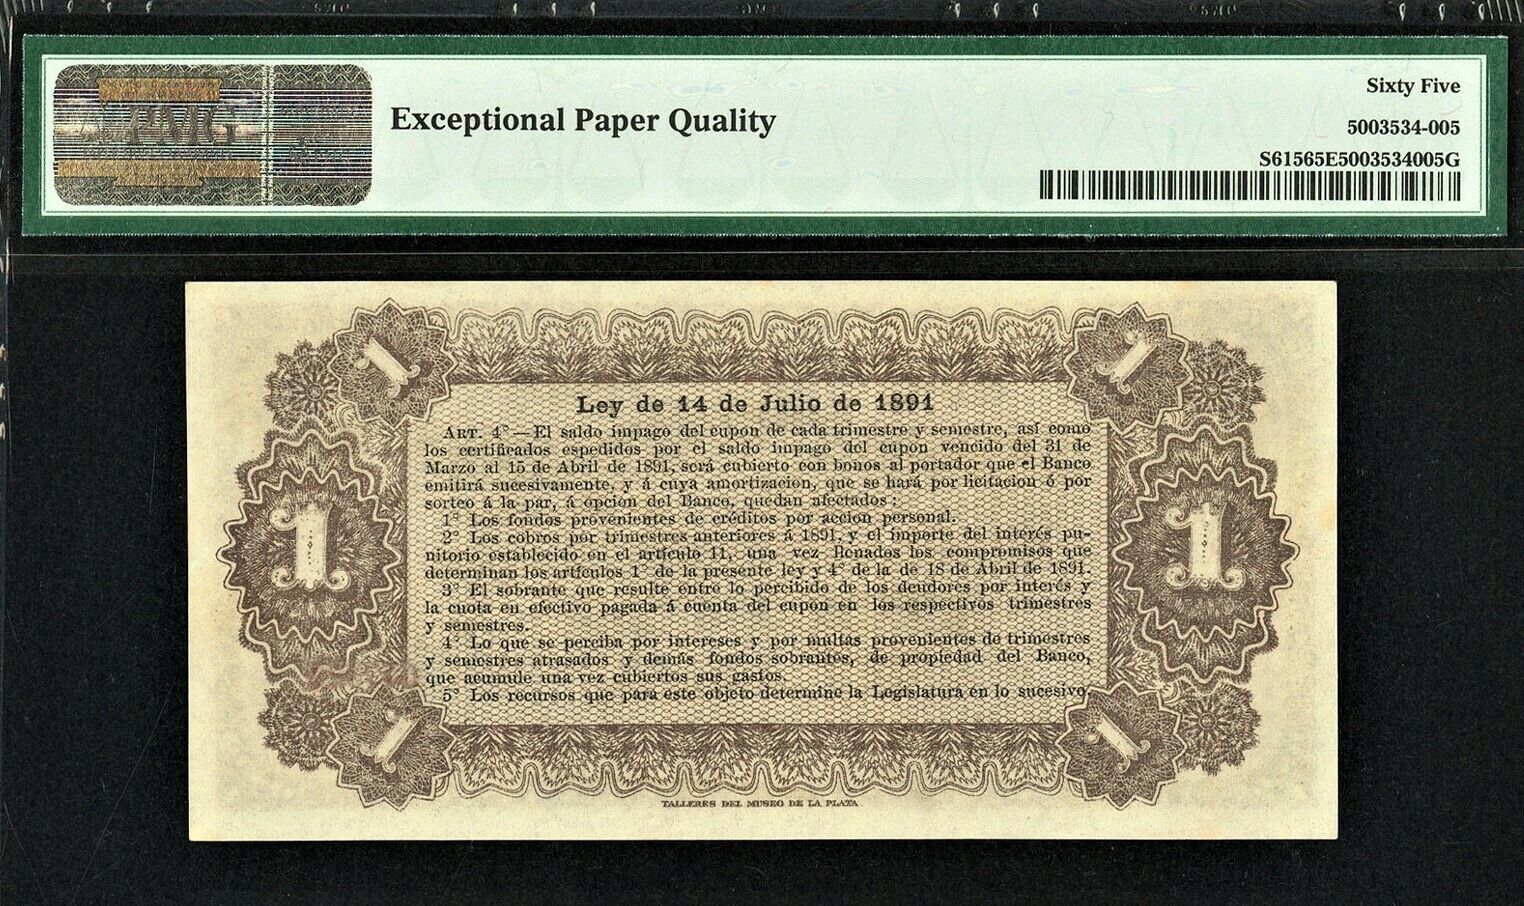 PMG
Exceptional Paper Quality
Sixty Five
5003534-005
S61565E5003534005G
1
1
Ley de 14 de Julio de 1891
ART. 4°—El saldo impago del cupon de cada trimestre y semestre, así como
los certificados espedidos por el saldo impago del cupon vencido del 31 de
Marzo al 15 de Abril de 1891, será cubierto con bonos al portador que el Banco
emitirá sucesivamente, y á cuya amortizacion, que se hará por licitacion ó por
sorteo á la par, á opción del Banco, quedan afectados:
1° Los fondos provenientes de créditos por accion personal.
2° Los cobros por trimestres anteriores á 1891, y el importe del interés pu-
nitorio establecido en el artículo 11, una vez llenados los compromisos que
determinan los artículos 1° de la presente ley y 4° de la de 18 de Abril de 1891.
3° El sobrante que resulte entre lo percibido de los deudores por interés y
la cuota en efectivo pagada á cuenta del cupon en los respectivos trimestres
y semestres.
4° Lo que se perciba por intereses y por multas provenientes de trimestres
y semestres atrasados y demás fondos sobrantes, de propiedad del Banco,
que acumule una vez cubiertos sus gastos.
5° Los recursos que para este objeto determine la Legislatura en lo sucesivo.
1
1
1
1
TALLERES DEL MUSEO DE LA PLATA